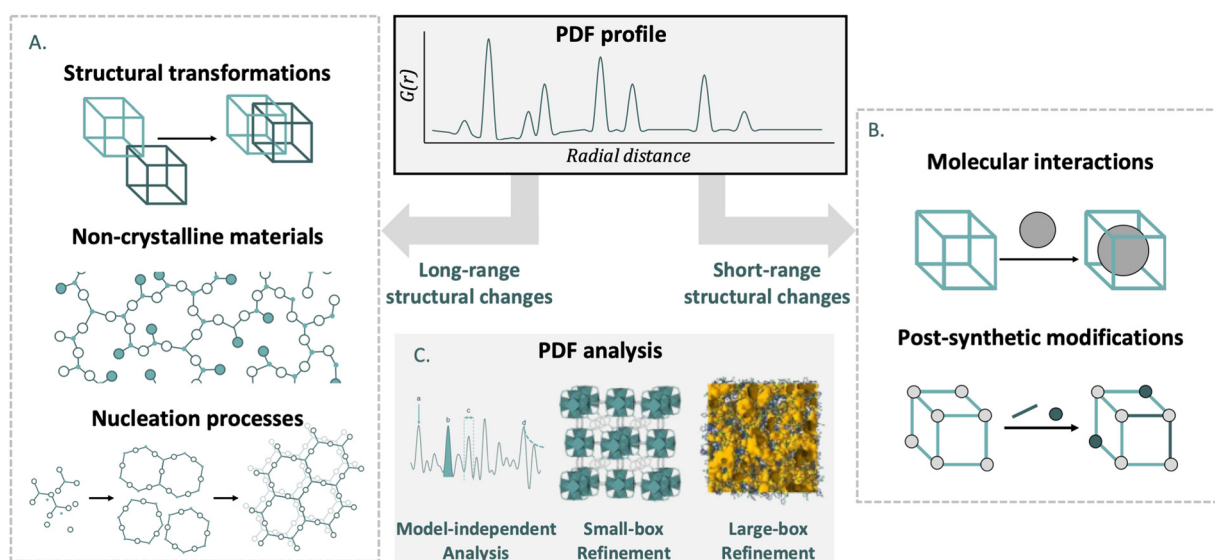 A.
Structural transformations
Non-crystalline materials
Nucleation processes
PDF profile
G(r)
Radial distance
Long-range
structural changes
Short-range
structural changes
B.
Molecular interactions
Post-synthetic modifications
C.
PDF analysis
a
b
c
d
Model-independent
Analysis
Small-box
Refinement
Large-box
Refinement